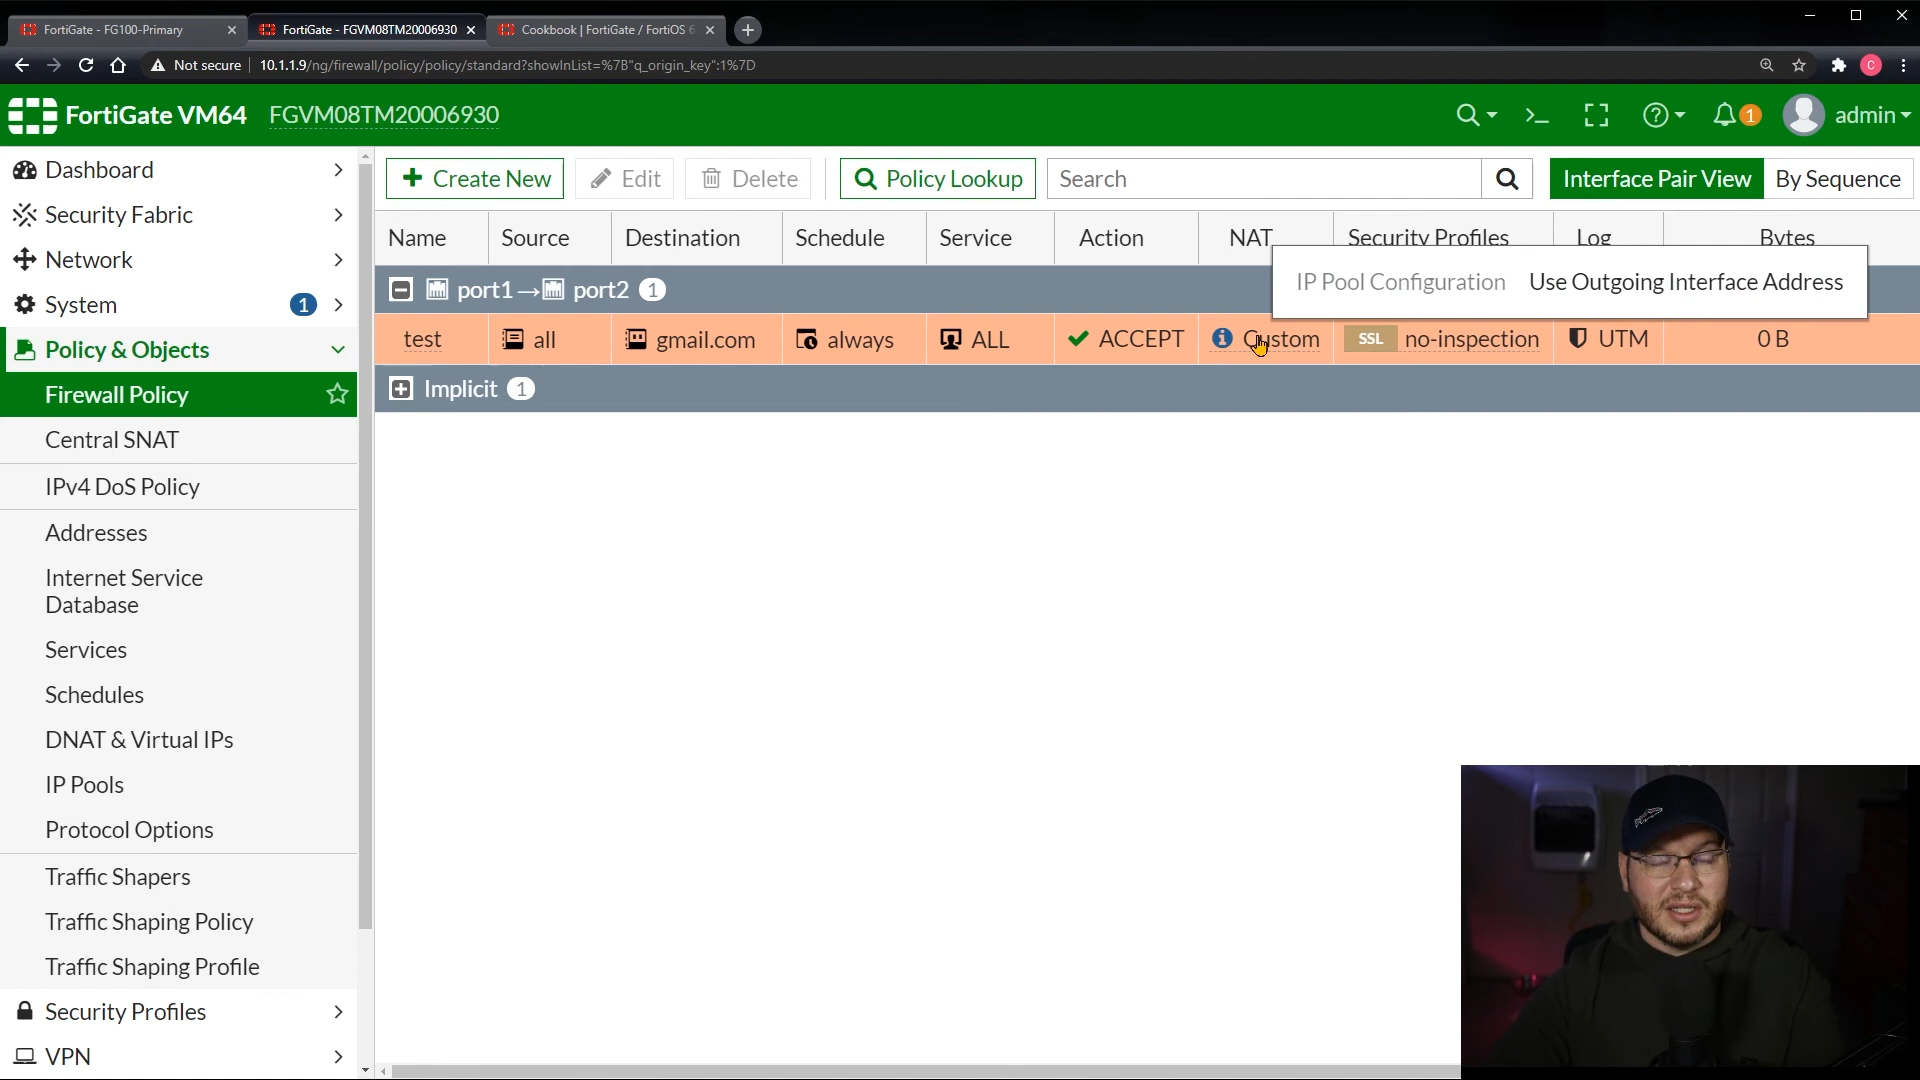 FortiGate - FG100-Primary
FortiGate - FGVM08TM20006930
Cookbook | FortiGate / FortiOS 6
Not secure
10.1.1.9/ng/firewall/policy/policy/standard?showInList=%7B"q_origin_key":1%7D
C
FortiGate VM64
FGVM08TM20006930
1
admin
Dashboard
Security Fabric
Network
System
1
Policy & Objects
Firewall Policy
Central SNAT
IPv4 DoS Policy
Addresses
Internet Service
Database
Services
Schedules
DNAT & Virtual IPs
IP Pools
Protocol Options
Traffic Shapers
Traffic Shaping Policy
Traffic Shaping Profile
Security Profiles
VPN
Create New
Edit
Delete
Policy Lookup
Search
Interface Pair View
By Sequence
Name
Source
Destination
Schedule
Service
Action
NAT
Security Profiles
Log
Bytes
IP Pool Configuration Use Outgoing Interface Address
port1 → port2 1
test
all
gmail.com
always
ALL
ACCEPT
Custom
SSL no-inspection
UTM
0 B
Implicit 1